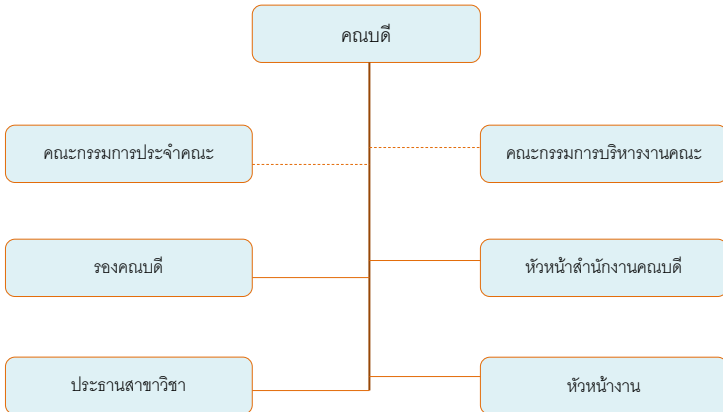 คณบดี
คณะกรรมการประจำคณะ
คณะกรรมการบริหารงานคณะ
รองคณบดี
หัวหน้าสำนักงานคณบดี
ประธานสาขาวิชา
หัวหน้างาน